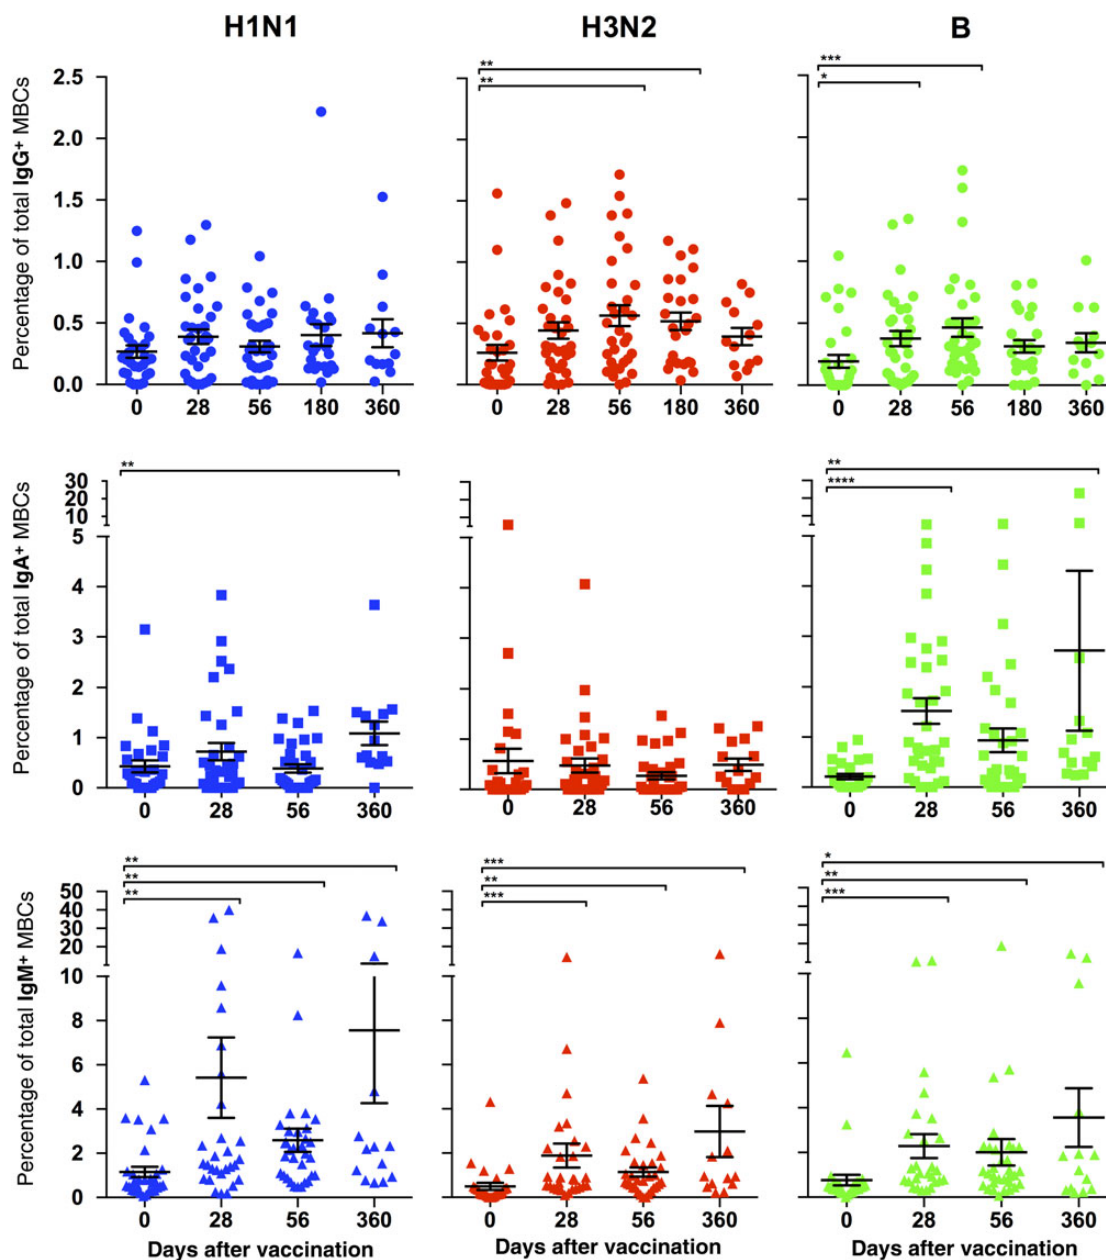 H1N1 H3N2 B
Percentage of total IgG⁺ MBCs
2.5
2.0
1.5
1.0
0.5
0.0
** ***
** *
0 28 56 180 360 0 28 56 180 360 0 28 56 180 360
Percentage of total IgA⁺ MBCs
30
20
10
5
4
3
2
1
0
** **
****
0 28 56 360 0 28 56 360 0 28 56 360
Percentage of total IgM⁺ MBCs
50
40
30
20
10
8
6
4
2
0
** *** *
** ** **
** *** ***
0 28 56 360 0 28 56 360 0 28 56 360
Days after vaccination Days after vaccination Days after vaccination